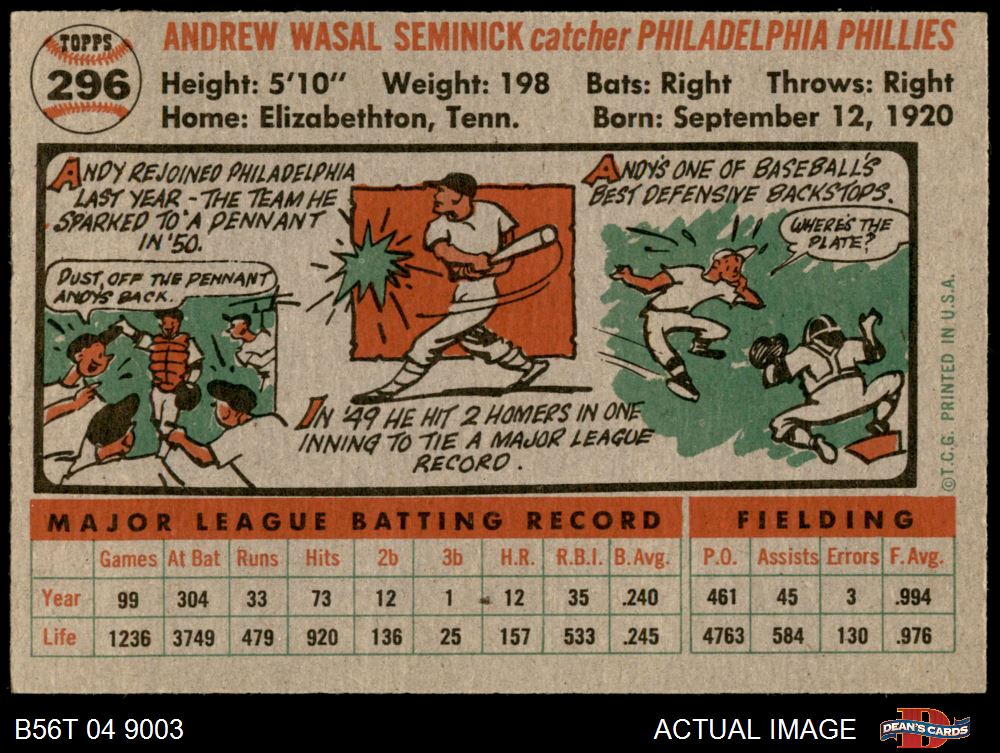 TOPPS
296
ANDREW WASAL SEMINICK catcher PHILADELPHIA PHILLIES
Height: 5'10" Weight: 198 Bats: Right Throws: Right
Home: Elizabethton, Tenn. Born: September 12, 1920
ANDY REJOINED PHILADELPHIA
LAST YEAR - THE TEAM HE
SPARKED TO A PENNANT
IN '50.
DUST OFF THE PENNANT
ANDY'S BACK.
IN '49 HE HIT 2 HOMERS IN ONE
INNING TO TIE A MAJOR LEAGUE
RECORD.
ANDY'S ONE OF BASEBALL'S
BEST DEFENSIVE BACKSTOPS.
WHERE'S THE
PLATE?
©T.C.G. PRINTED IN U.S.A.
MAJOR LEAGUE BATTING RECORD FIELDING
Games At Bat Runs Hits 2b 3b H.R. R.B.I. B.Avg. P.O. Assists Errors F.Avg.
Year 99 304 33 73 12 1 12 35 .240 461 45 3 .994
Life 1236 3749 479 920 136 25 157 533 .245 4763 584 130 .976
B56T 04 9003 ACTUAL IMAGE DEAN'S CARDS